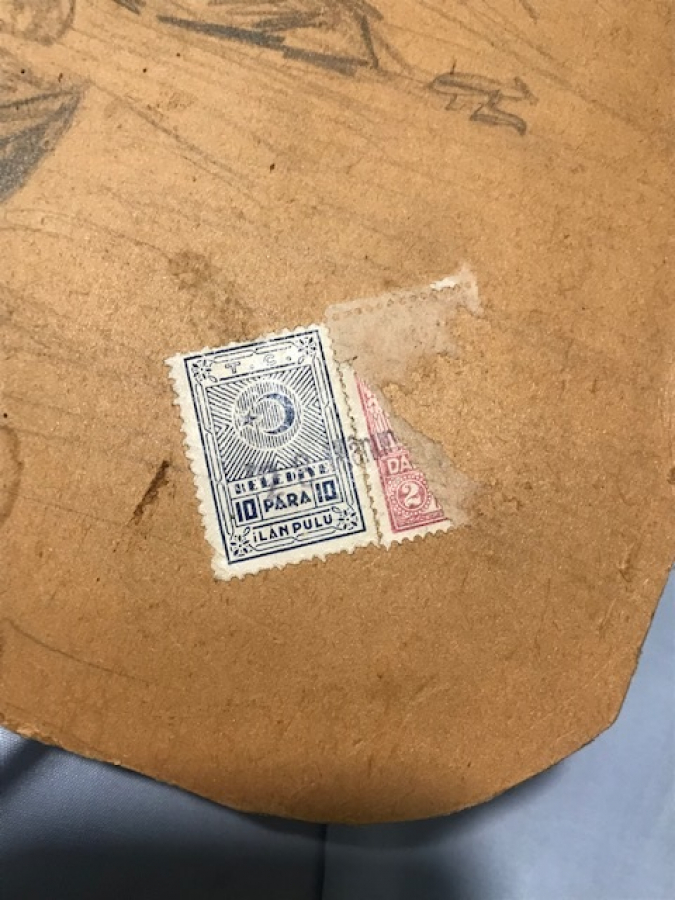 T. C.
BELEDİYE
10 PARA 10
İLAN PULU
DA
2